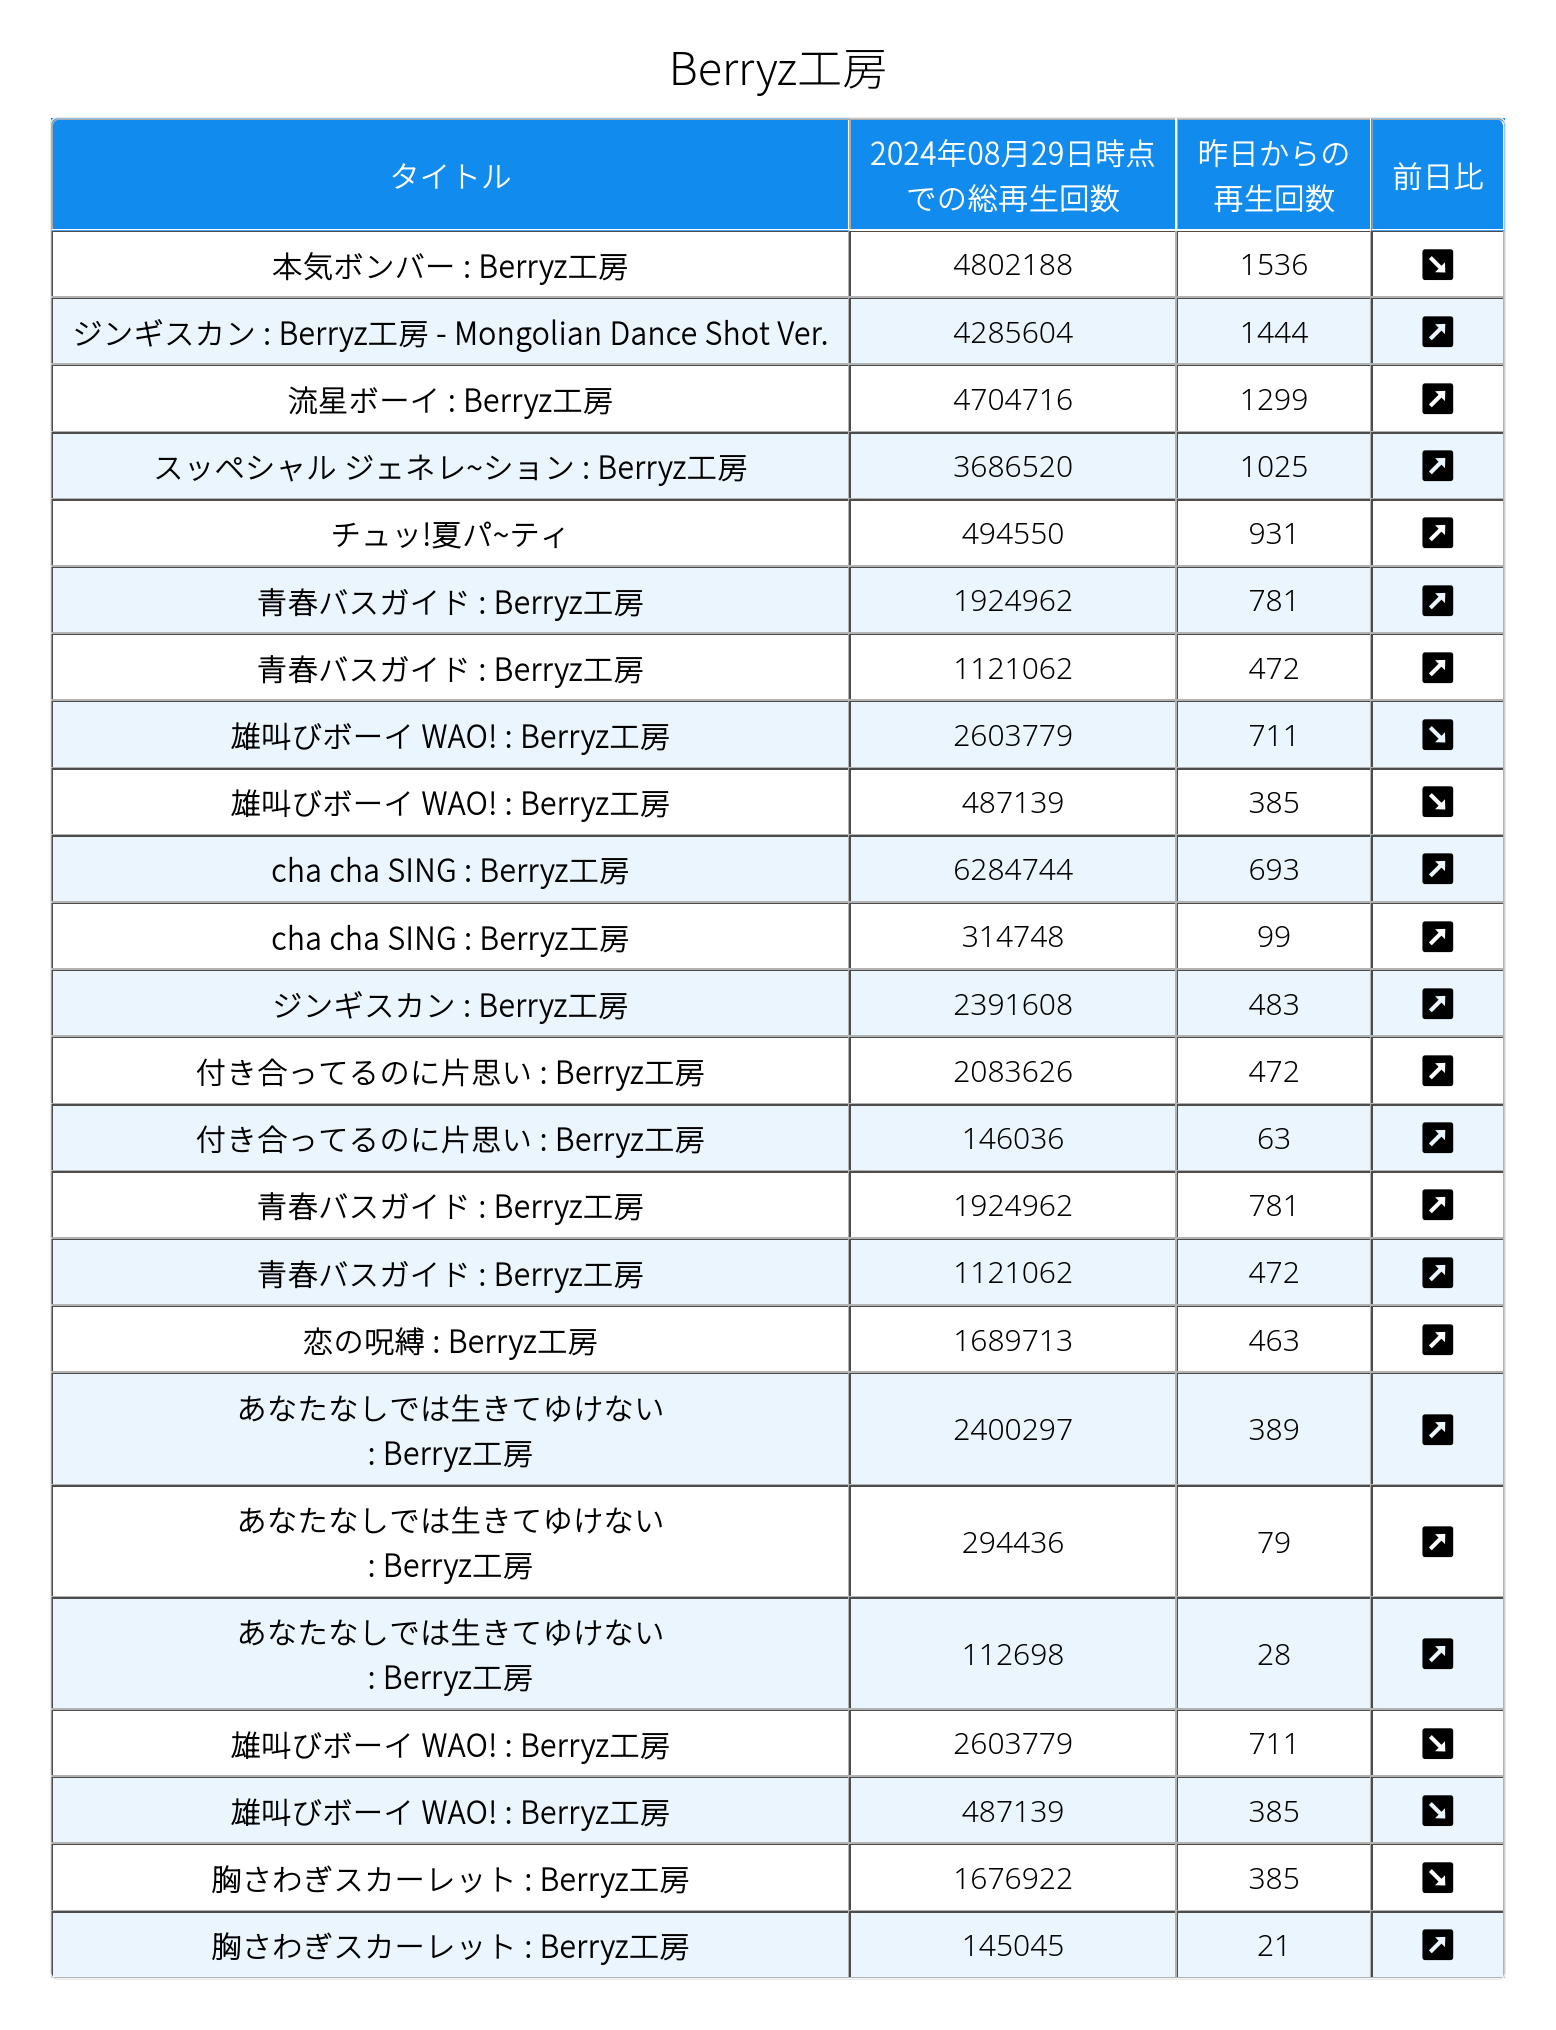 Berryz工房
タイトル
2024年08月29日時点
での総再生回数
昨日からの
再生回数
前日比
本気ボンバー : Berryz工房 4802188 1536
ジンギスカン : Berryz工房 - Mongolian Dance Shot Ver. 4285604 1444
流星ボーイ : Berryz工房 4704716 1299
スッペシャル ジェネレ~ション : Berryz工房 3686520 1025
チュッ!夏パ~ティ 494550 931
青春バスガイド : Berryz工房 1924962 781
青春バスガイド : Berryz工房 1121062 472
雄叫びボーイ WAO! : Berryz工房 2603779 711
雄叫びボーイ WAO! : Berryz工房 487139 385
cha cha SING : Berryz工房 6284744 693
cha cha SING : Berryz工房 314748 99
ジンギスカン : Berryz工房 2391608 483
付き合ってるのに片思い : Berryz工房 2083626 472
付き合ってるのに片思い : Berryz工房 146036 63
青春バスガイド : Berryz工房 1924962 781
青春バスガイド : Berryz工房 1121062 472
恋の呪縛 : Berryz工房 1689713 463
あなたなしでは生きてゆけない
: Berryz工房 2400297 389
あなたなしでは生きてゆけない
: Berryz工房 294436 79
あなたなしでは生きてゆけない
: Berryz工房 112698 28
雄叫びボーイ WAO! : Berryz工房 2603779 711
雄叫びボーイ WAO! : Berryz工房 487139 385
胸さわぎスカーレット : Berryz工房 1676922 385
胸さわぎスカーレット : Berryz工房 145045 21